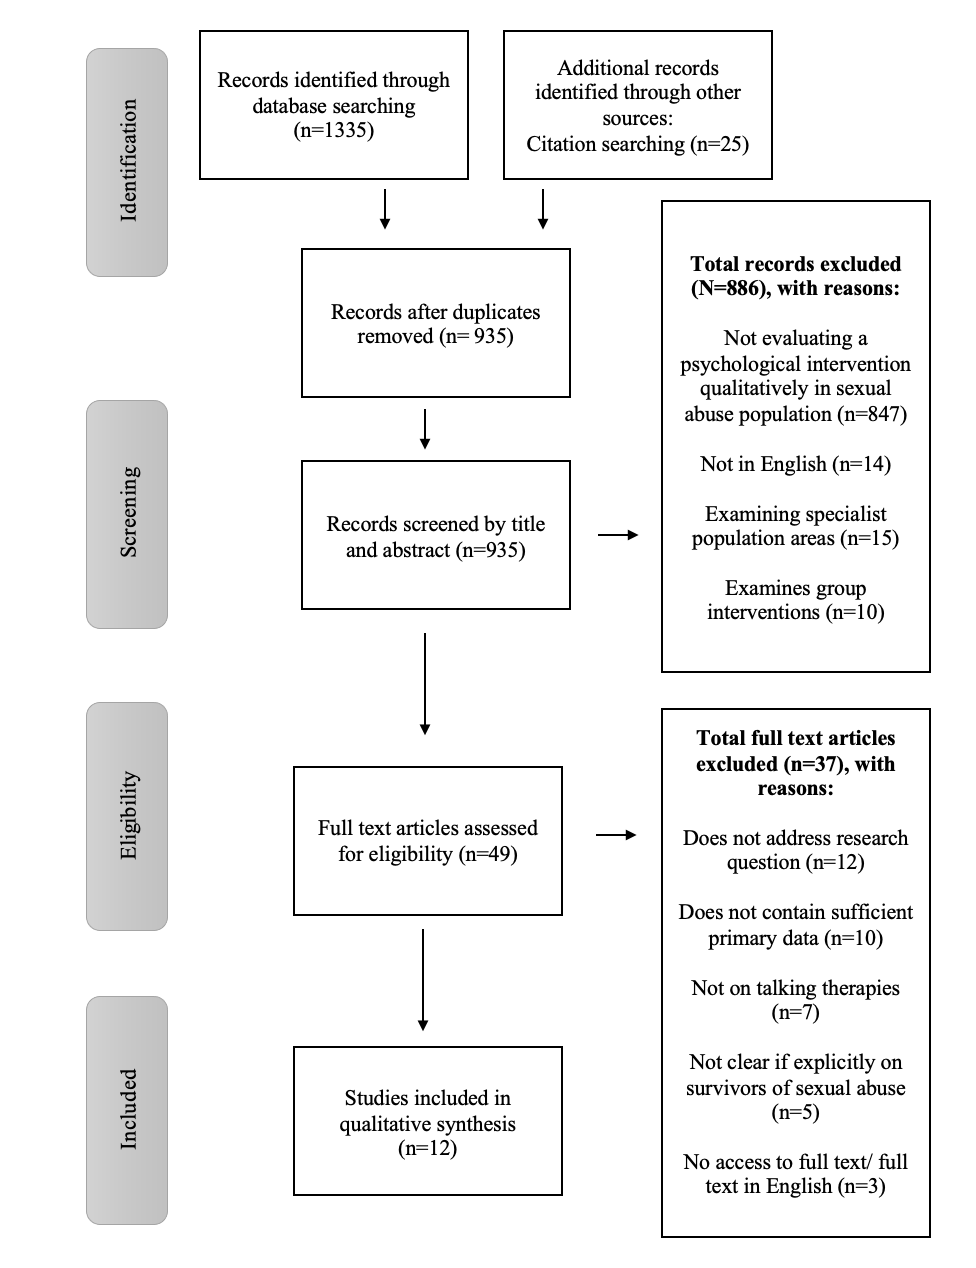 Identification
Records identified through
database searching
(n=1335)
Additional records
identified through other
sources:
Citation searching (n=25)
Records after duplicates
removed (n= 935)
Total records excluded
(N=886), with reasons:
Not evaluating a
psychological intervention
qualitatively in sexual
abuse population (n=847)
Not in English (n=14)
Examining specialist
population areas (n=15)
Examines group
interventions (n=10)
Screening
Records screened by title
and abstract (n=935)
Eligibility
Full text articles assessed
for eligibility (n=49)
Total full text articles
excluded (n=37), with
reasons:
Does not address research
question (n=12)
Does not contain sufficient
primary data (n=10)
Not on talking therapies
(n=7)
Not clear if explicitly on
survivors of sexual abuse
(n=5)
No access to full text/ full
text in English (n=3)
Included
Studies included in
qualitative synthesis
(n=12)